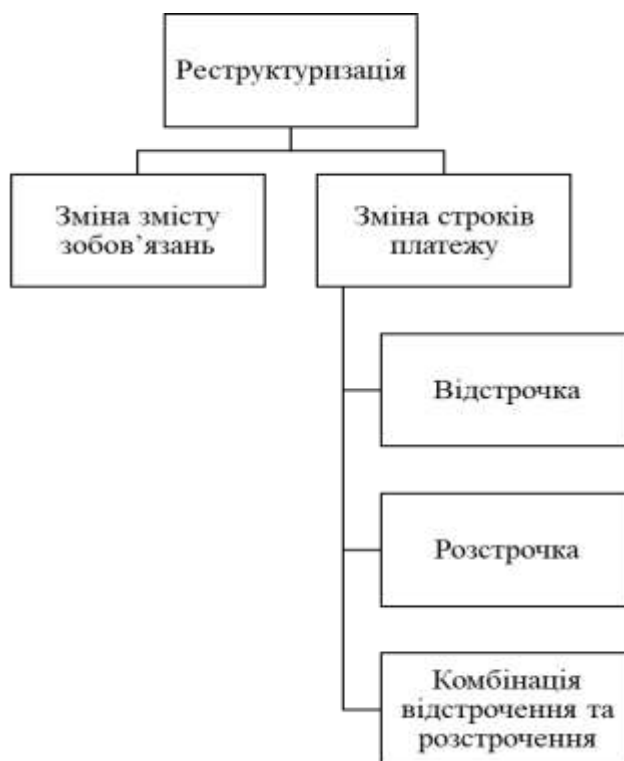 Реструктуризація
Зміна змісту
зобов’язань
Зміна строків
платежу
Відстрочка
Розстрочка
Комбінація
відстрочення та
розстрочення